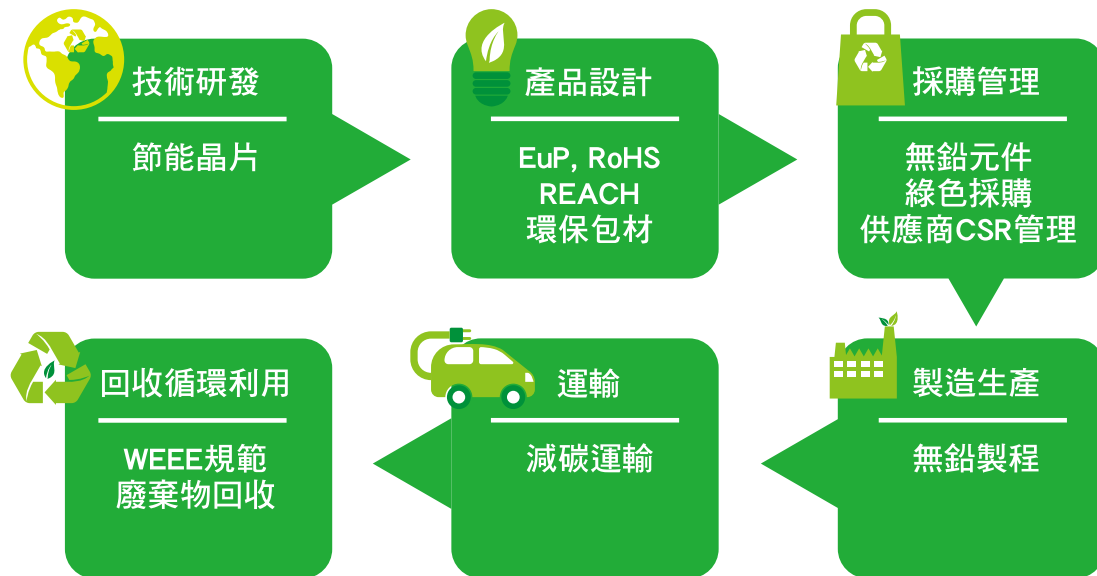 技術研發
節能晶片
產品設計
EuP, RoHS
REACH
環保包材
採購管理
無鉛元件
綠色採購
供應商CSR管理
製造生產
無鉛製程
運輸
減碳運輸
回收循環利用
WEEE規範
廢棄物回收